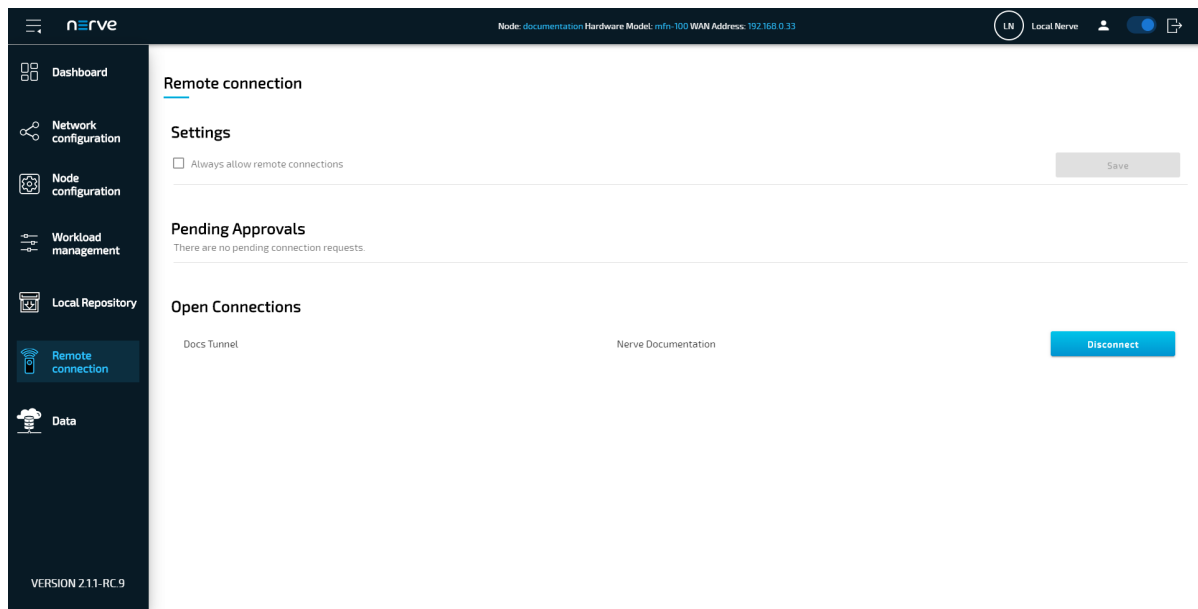 nerve
Node: documentation Hardware Model: mfn-100 WAN Address: 192.168.0.33
LN
Local Nerve
Dashboard
Network
configuration
Node
configuration
Workload
management
Local Repository
Remote
connection
Data
VERSION 2.1.1-RC.9
Remote connection
Settings
Always allow remote connections
Save
Pending Approvals
There are no pending connection requests.
Open Connections
Docs Tunnel
Nerve Documentation
Disconnect